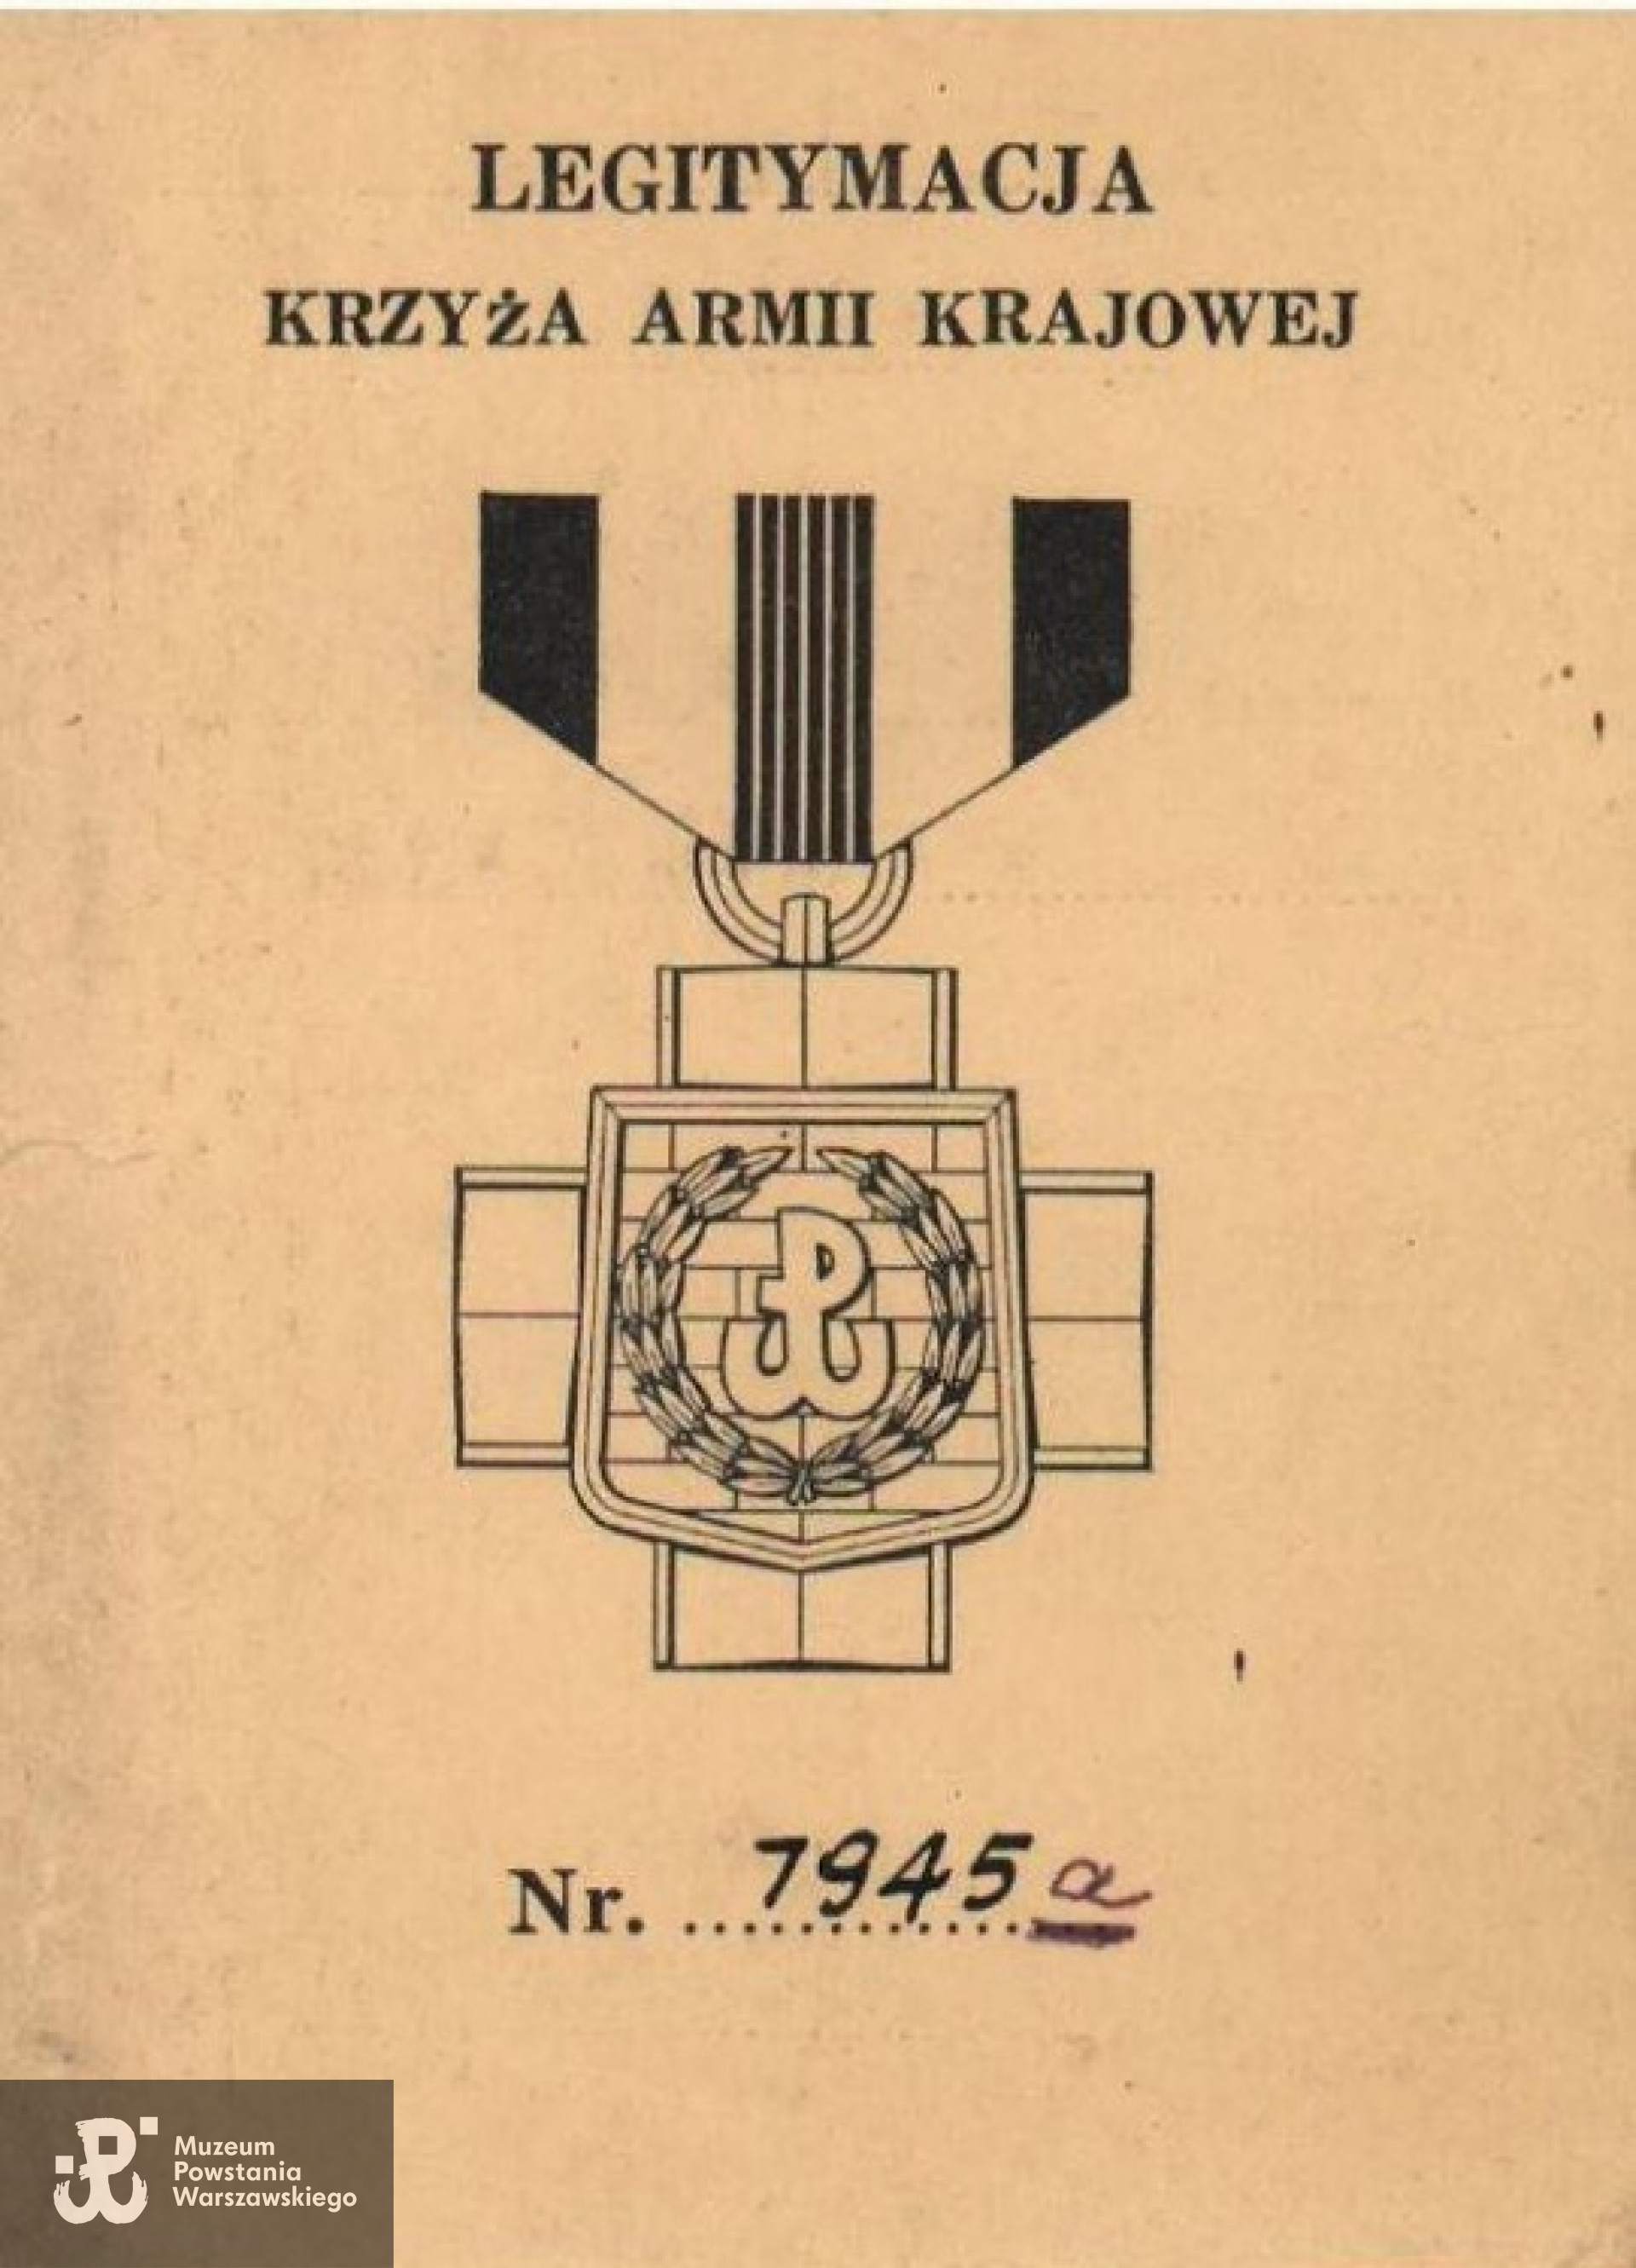 LEGITYMACJA
KRZYŻA ARMII KRAJOWEJ
Nr. 7945a
Muzeum
Powstania
Warszawskiego